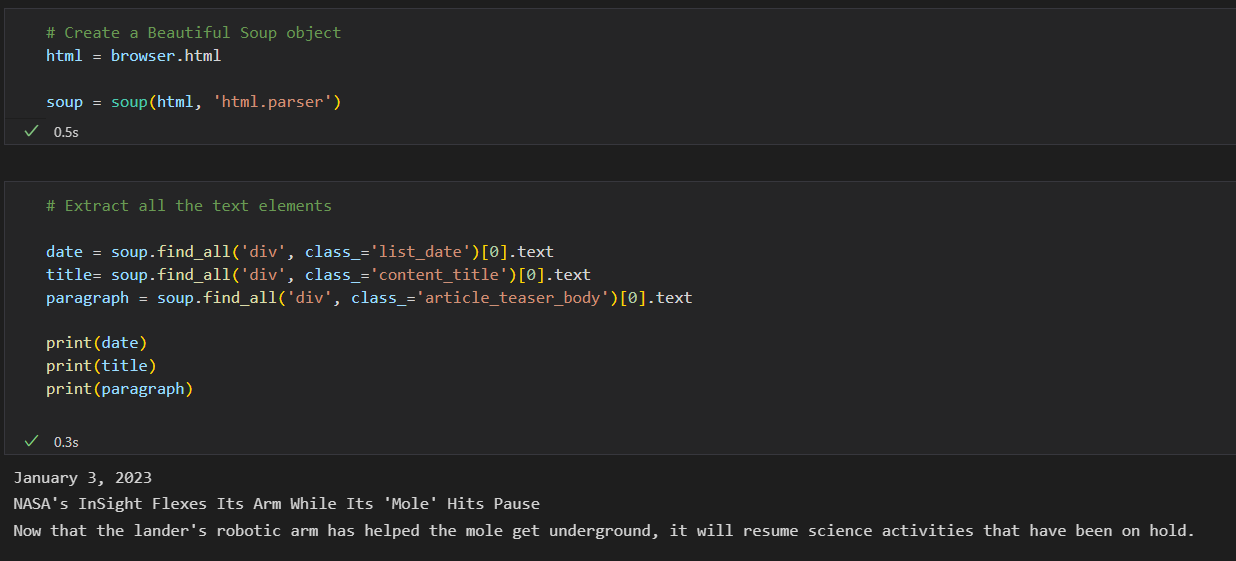 # Create a Beautiful Soup object
html = browser.html
soup = soup(html, 'html.parser')
0.5s
# Extract all the text elements
date = soup.find_all('div', class_='list_date')[0].text
title= soup.find_all('div', class_='content_title')[0].text
paragraph = soup.find_all('div', class_='article_teaser_body')[0].text
print(date)
print(title)
print(paragraph)
0.3s
January 3, 2023
NASA's InSight Flexes Its Arm While Its 'Mole' Hits Pause
Now that the lander's robotic arm has helped the mole get underground, it will resume science activities that have been on hold.